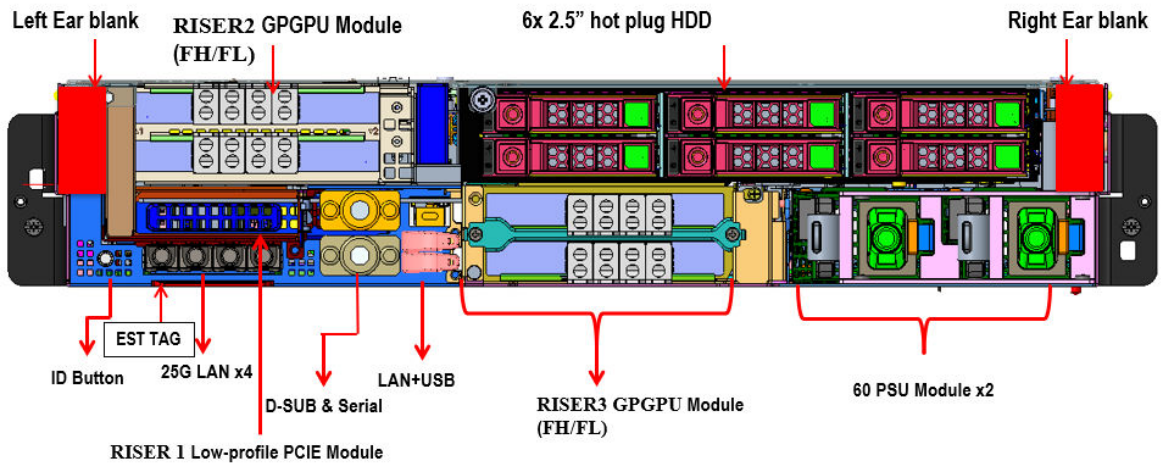 Left Ear blank
RISER2 GPGPU Module
(FH/FL)
6x 2.5” hot plug HDD
Right Ear blank
EST TAG
ID Button
25G LAN x4
LAN+USB
D-SUB & Serial
RISER3 GPGPU Module
(FH/FL)
60 PSU Module x2
RISER 1 Low-profile PCIE Module